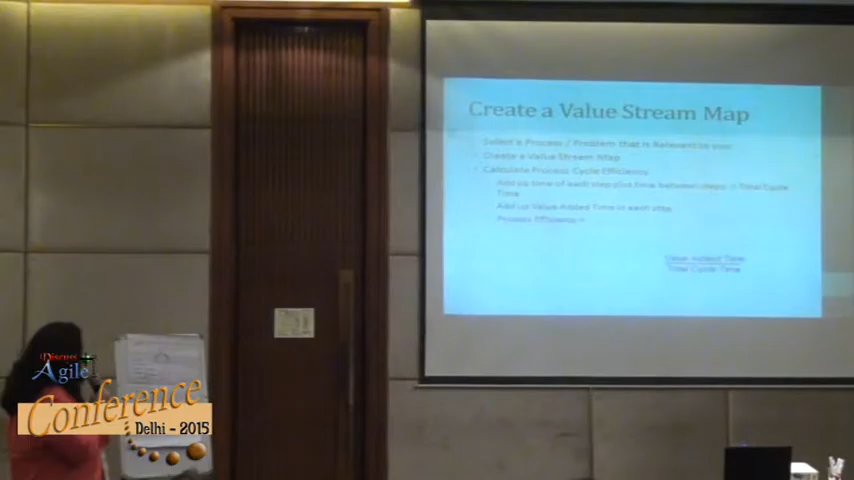 Create a Value Stream Map
Select a Process / Problem that is Relevant to you
Create a Value Stream Map
Calculate Process Cycle Efficiency
Add up time of each step plus time between steps = Total Cycle
Time
Add up Value Added Time of each step
Process Efficiency =
Value Added Time
Total Cycle Time
Discuss
Agile
Conference
Delhi - 2015